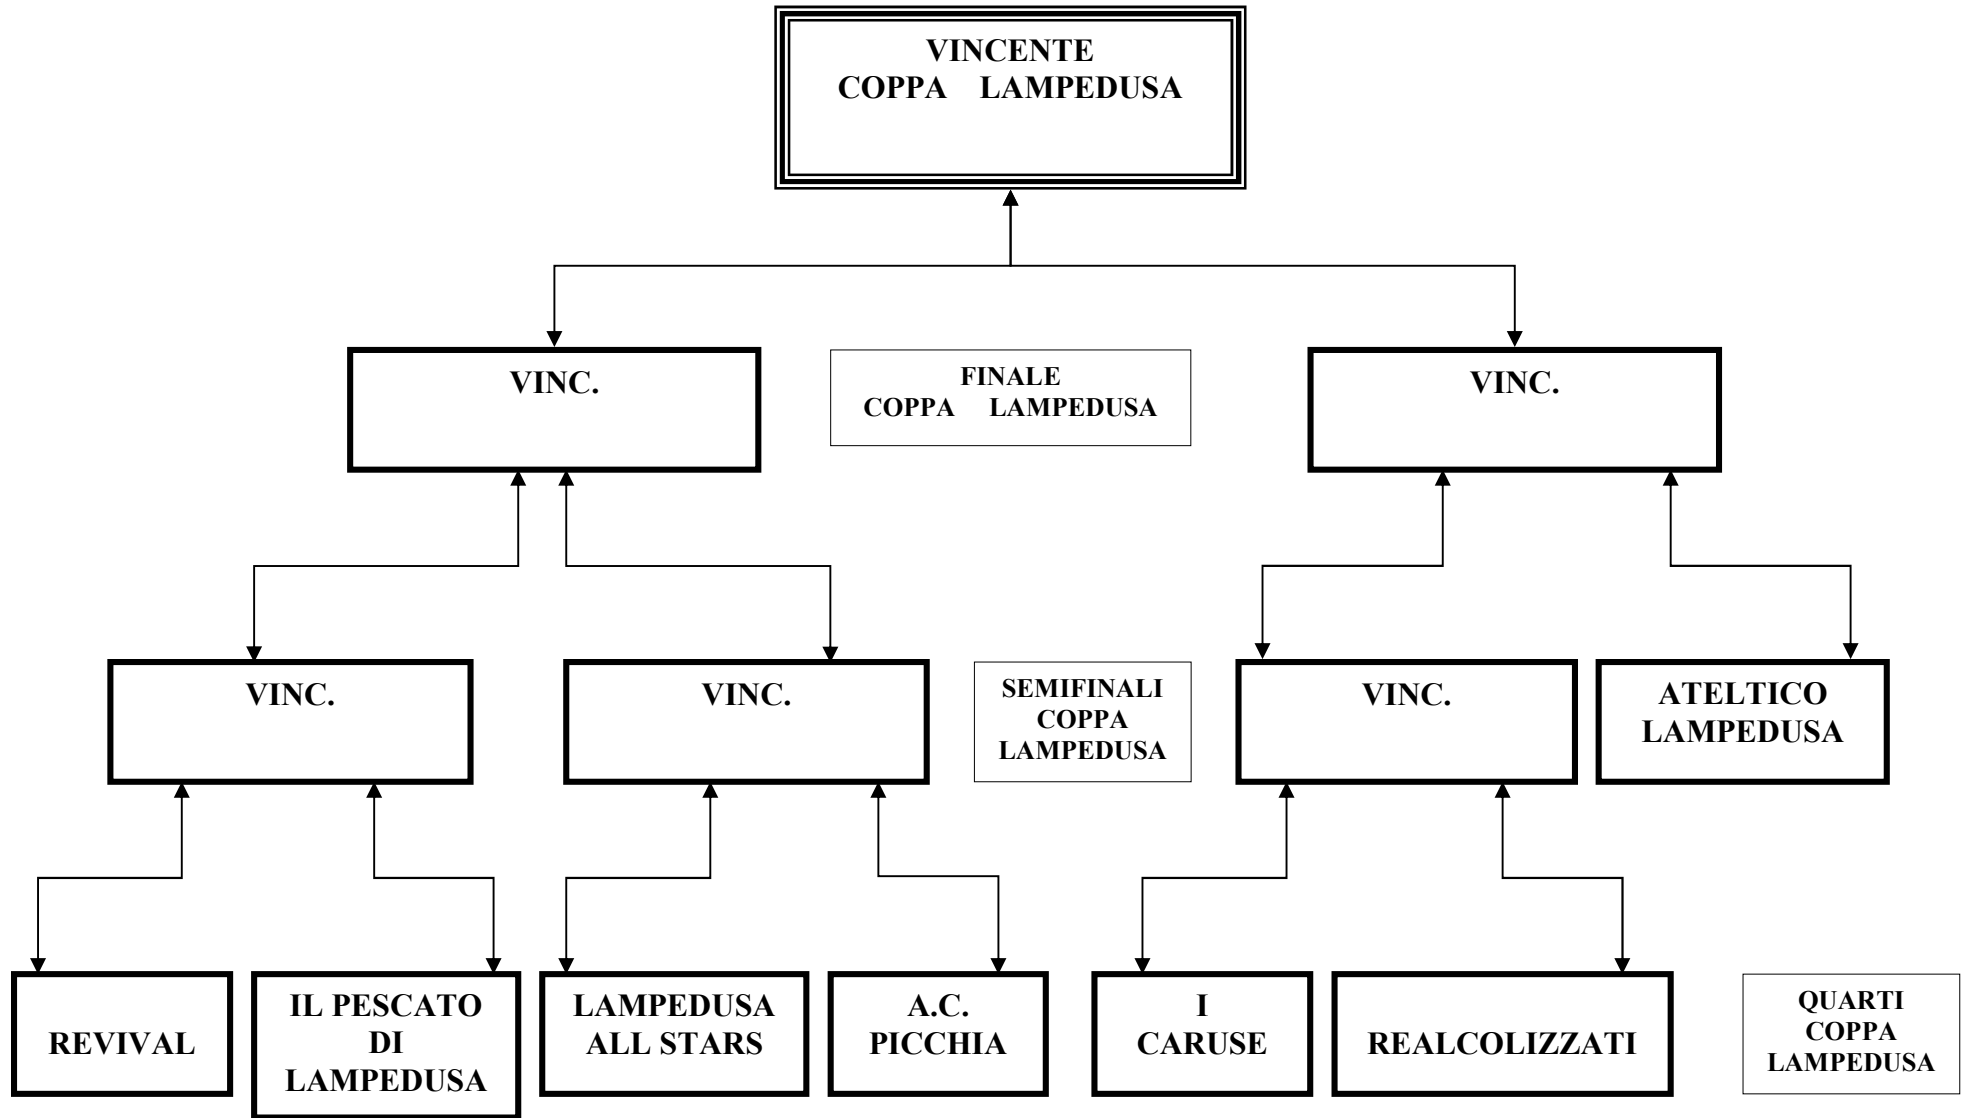 VINCENTE
COPPA LAMPEDUSA
VINC.
FINALE
COPPA LAMPEDUSA
VINC.
VINC.
VINC.
SEMIFINALI
COPPA
LAMPEDUSA
VINC.
ATELTICO
LAMPEDUSA
REVIVAL
IL PESCATO
DI
LAMPEDUSA
LAMPEDUSA
ALL STARS
A.C.
PICCHIA
I
CARUSE
REALCOLIZZATI
QUARTI
COPPA
LAMPEDUSA